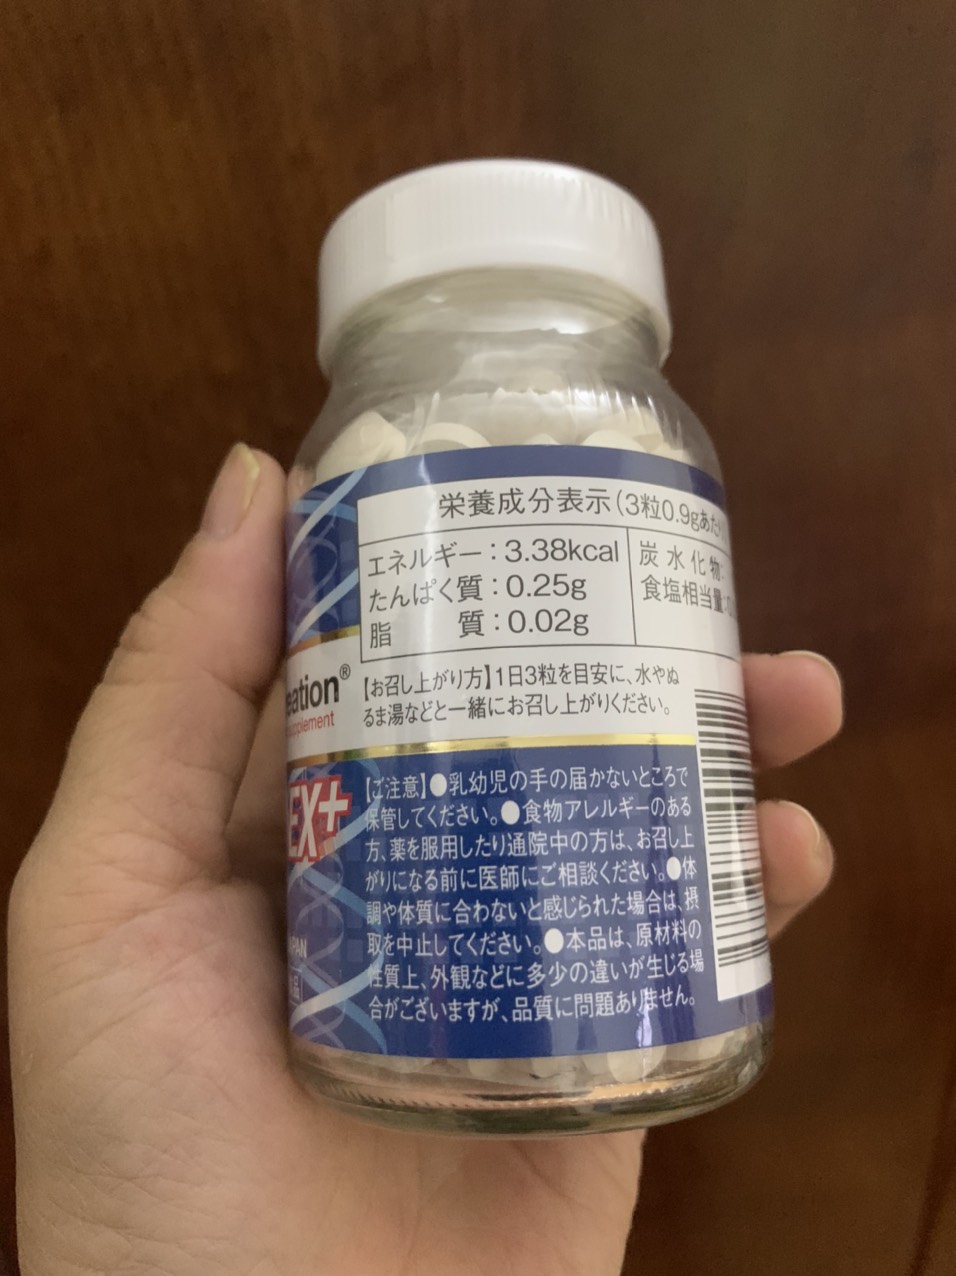 栄養成分表示(3粒0.9gあたり
エネルギー:3.38kcal
たんぱく質:0.25g
脂質:0.02g
炭水化物:
食塩相当量:
eation®
supplement
【お召し上がり方】1日3粒を目安に、水やぬ
るま湯などと一緒にお召し上がりください。
EX+
【ご注意】●乳幼児の手の届かないところで
保管してください。●食物アレルギーのある
方、薬を服用したり通院中の方は、お召し上
がりになる前に医師にご相談ください。●体
調や体質に合わないと感じられた場合は、摂
取を中止してください。●本品は、原材料の
性質上、外観などに多少の違いが生じる場
合がございますが、品質に問題ありません。
PAN